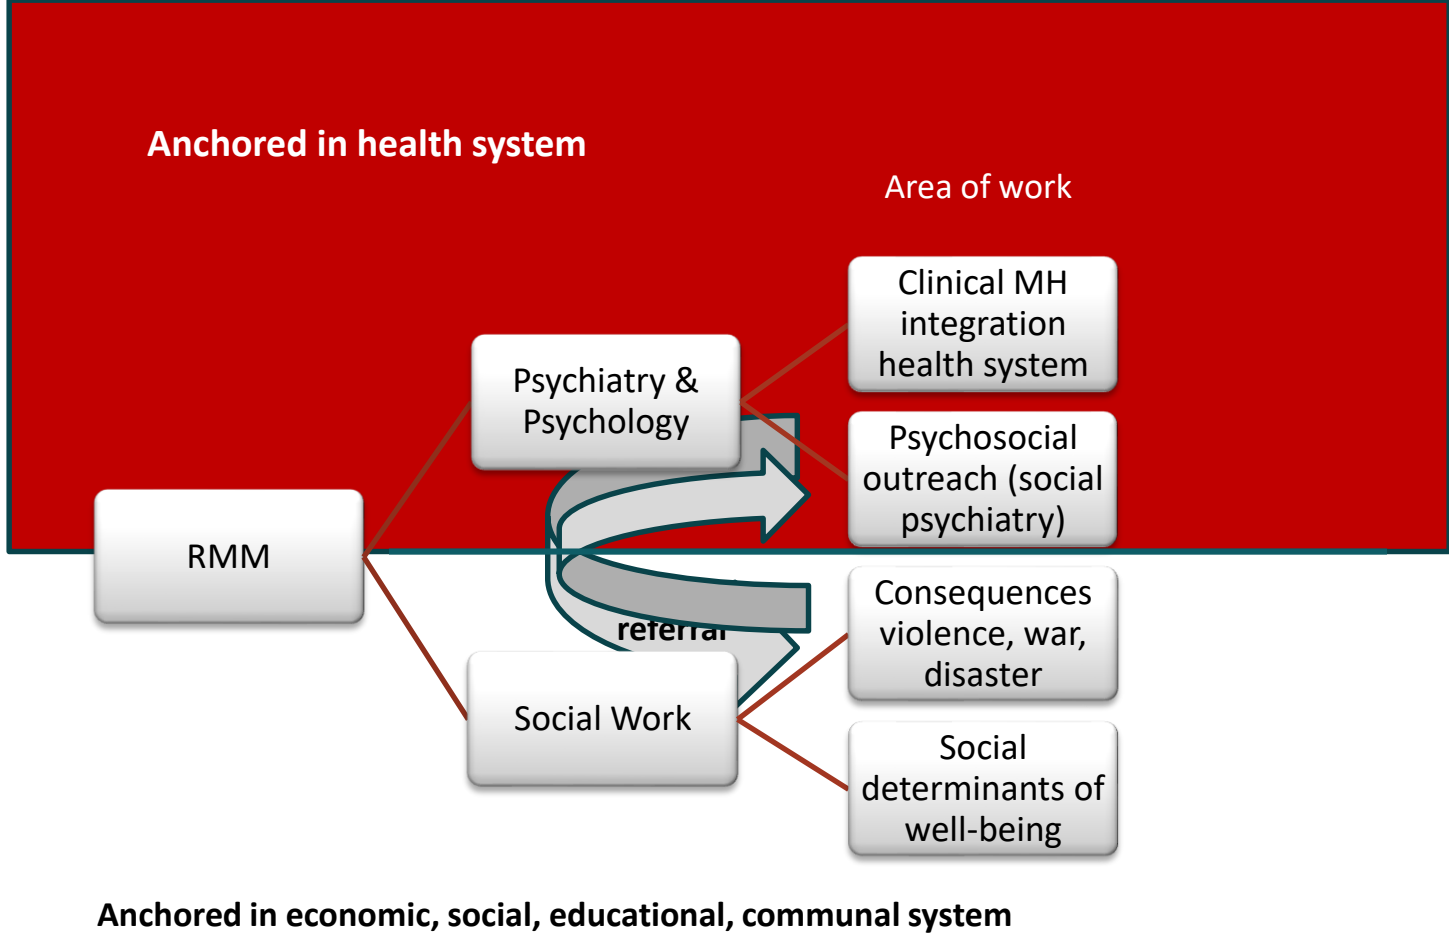 Anchored in health system
Area of work
Clinical MH
integration
health system
Psychiatry &
Psychology
Psychosocial
outreach (social
psychiatry)
RMM
Consequences
violence, war,
disaster
referral
Social Work
Social
determinants of
well-being
Anchored in economic, social, educational, communal system